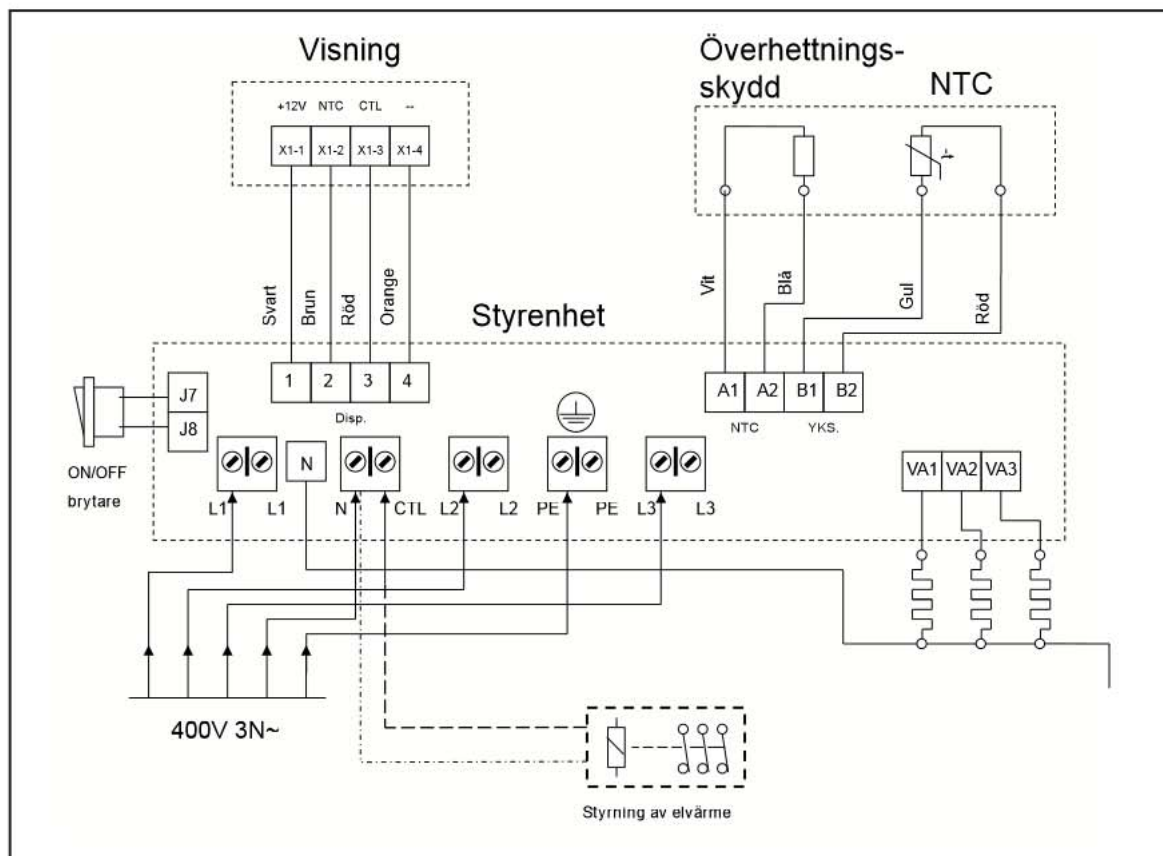 Visning
Överhettnings-
skydd
NTC
+12V NTC CTL --
X1-1 X1-2 X1-3 X1-4
Svart
Brun
Röd
Orange
Vit
Blå
Gul
Röd
Styrenhet
1 2 3 4
Disp.
A1 A2 B1 B2
NTC YKS.
J7
J8
ON/OFF
brytare
N
L1 L1 N CTL L2 L2 PE PE L3 L3
VA1 VA2 VA3
400V 3N~
Styrning av elvärme